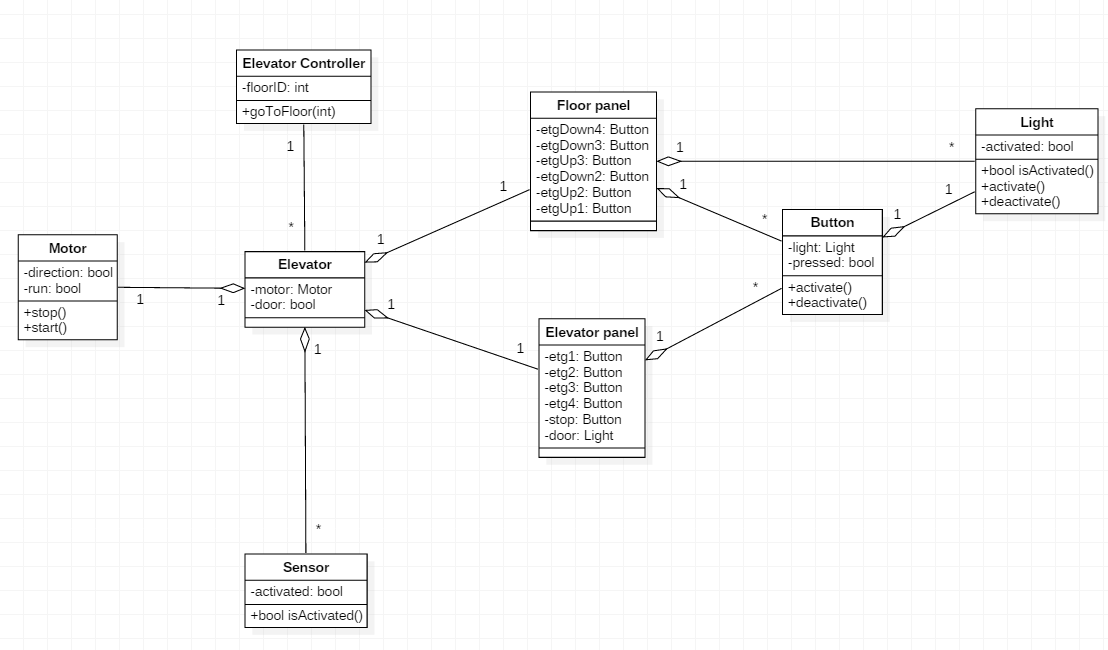 Elevator Controller
-floorID: int
+goToFloor(int)
1
*
Motor
-direction: bool
-run: bool
+stop()
+start()
1
1
Elevator
-motor: Motor
-door: bool
1
1
1
1
1
*
Sensor
-activated: bool
+bool isActivated()
Floor panel
-etgDown4: Button
-etgDown3: Button
-etgUp3: Button
-etgDown2: Button
-etgUp2: Button
-etgUp1: Button
1
*
1
*
Elevator panel
-etg1: Button
-etg2: Button
-etg3: Button
-etg4: Button
-stop: Button
-door: Light
1
*
Button
-light: Light
-pressed: bool
+activate()
+deactivate()
1
1
Light
-activated: bool
+bool isActivated()
+activate()
+deactivate()